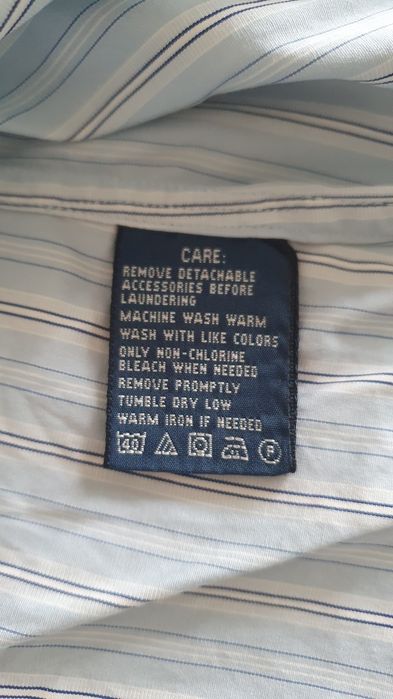 CARE:
REMOVE DETACHABLE
ACCESSORIES BEFORE
LAUNDERING
MACHINE WASH WARM
WASH WITH LIKE COLORS
ONLY NON-CHLORINE
BLEACH WHEN NEEDED
REMOVE PROMPTLY
TUMBLE DRY LOW
WARM IRON IF NEEDED
40 P